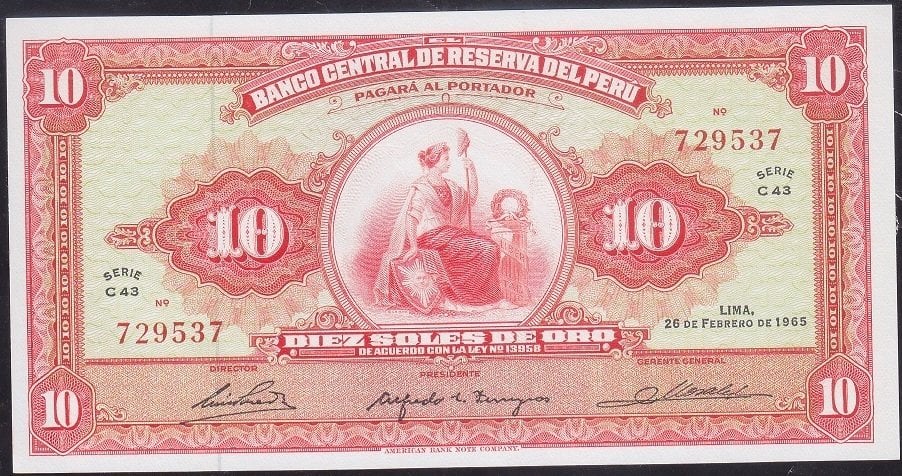 EL
BANCO CENTRAL DE RESERVA DEL PERU
PAGARÁ AL PORTADOR
10
10
Nº
729537
SERIE
C 43
10
10
SERIE
C 43
Nº
729537
LIMA,
26 DE FEBRERO DE 1965
DIEZ SOLES DE ORO
DE ACUERDO CON LA LEY Nº 13958
DIRECTOR
PRESIDENTE
GERENTE GENERAL
10
10
AMERICAN BANK NOTE COMPANY.